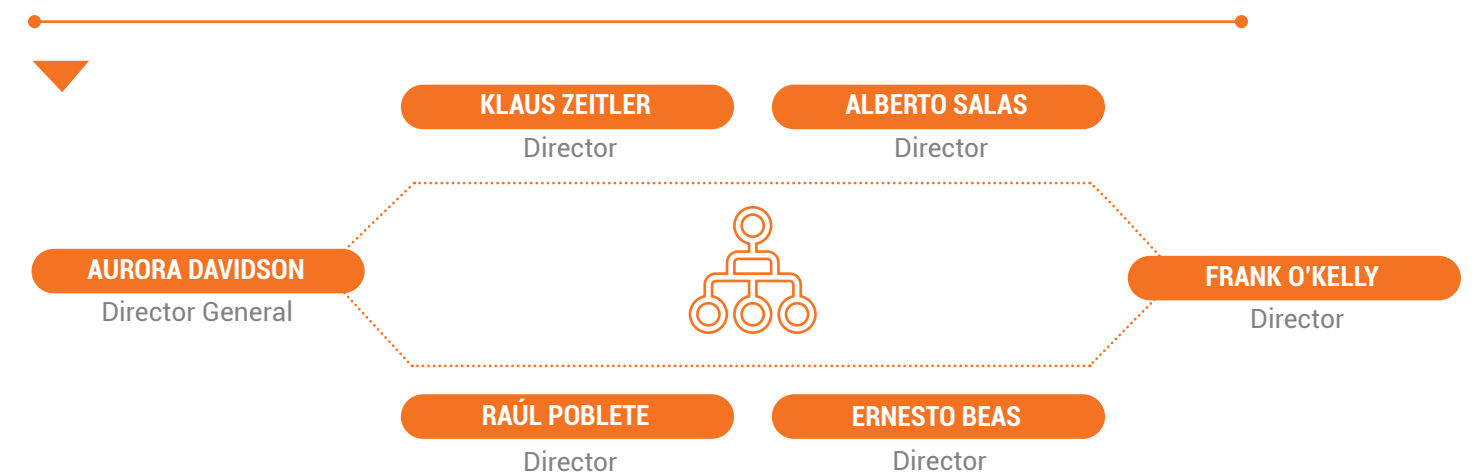 KLAUS ZEITLER
Director
ALBERTO SALAS
Director
AURORA DAVIDSON
Director General
FRANK O'KELLY
Director
RAÚL POBLETE
Director
ERNESTO BEAS
Director